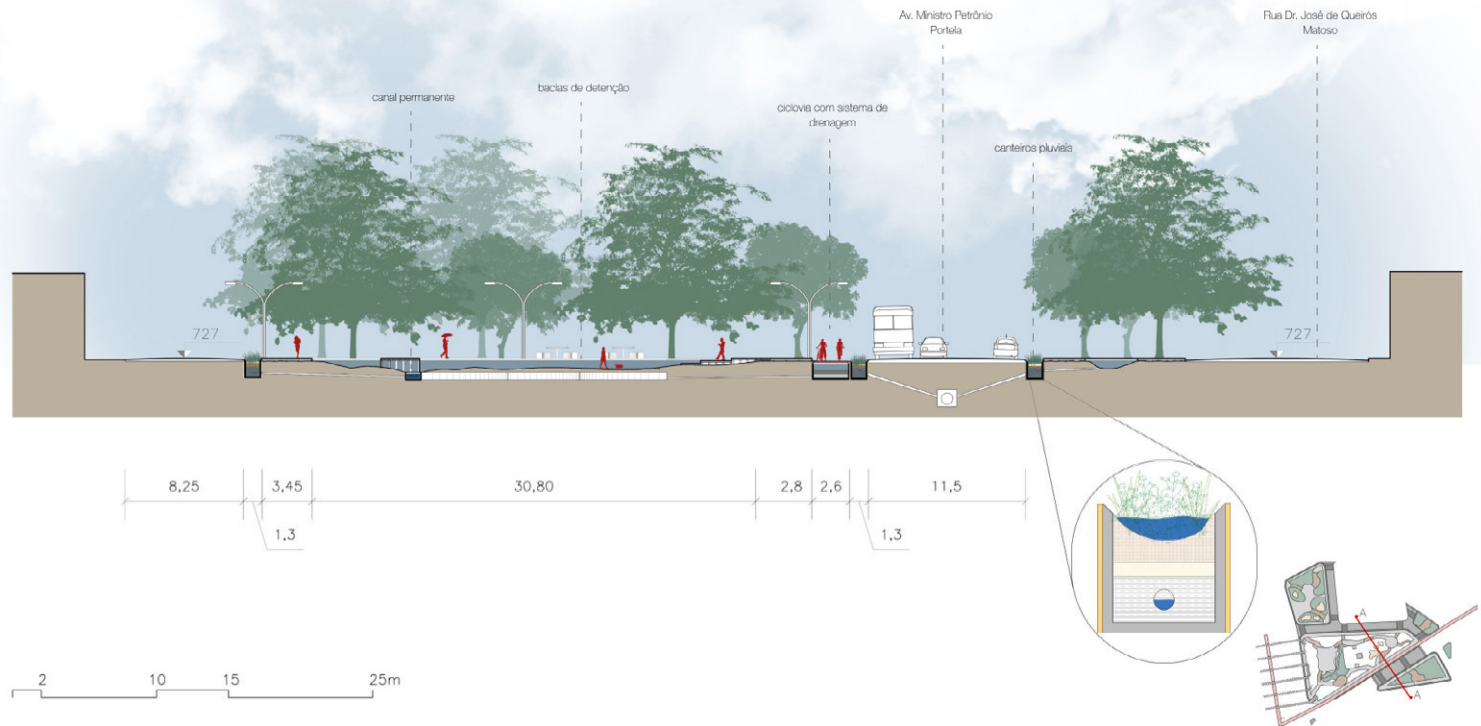 Av. Ministro Petrônio
Portela
Rua Dr. José de Queirós
Matoso
canal permanente
bacias de detenção
ciclovia com sistema de
drenagem
canteiros pluviais
727
727
8,25
3,45
30,80
2,8
2,6
11,5
1,3
1,3
2
10
15
25m
A
A